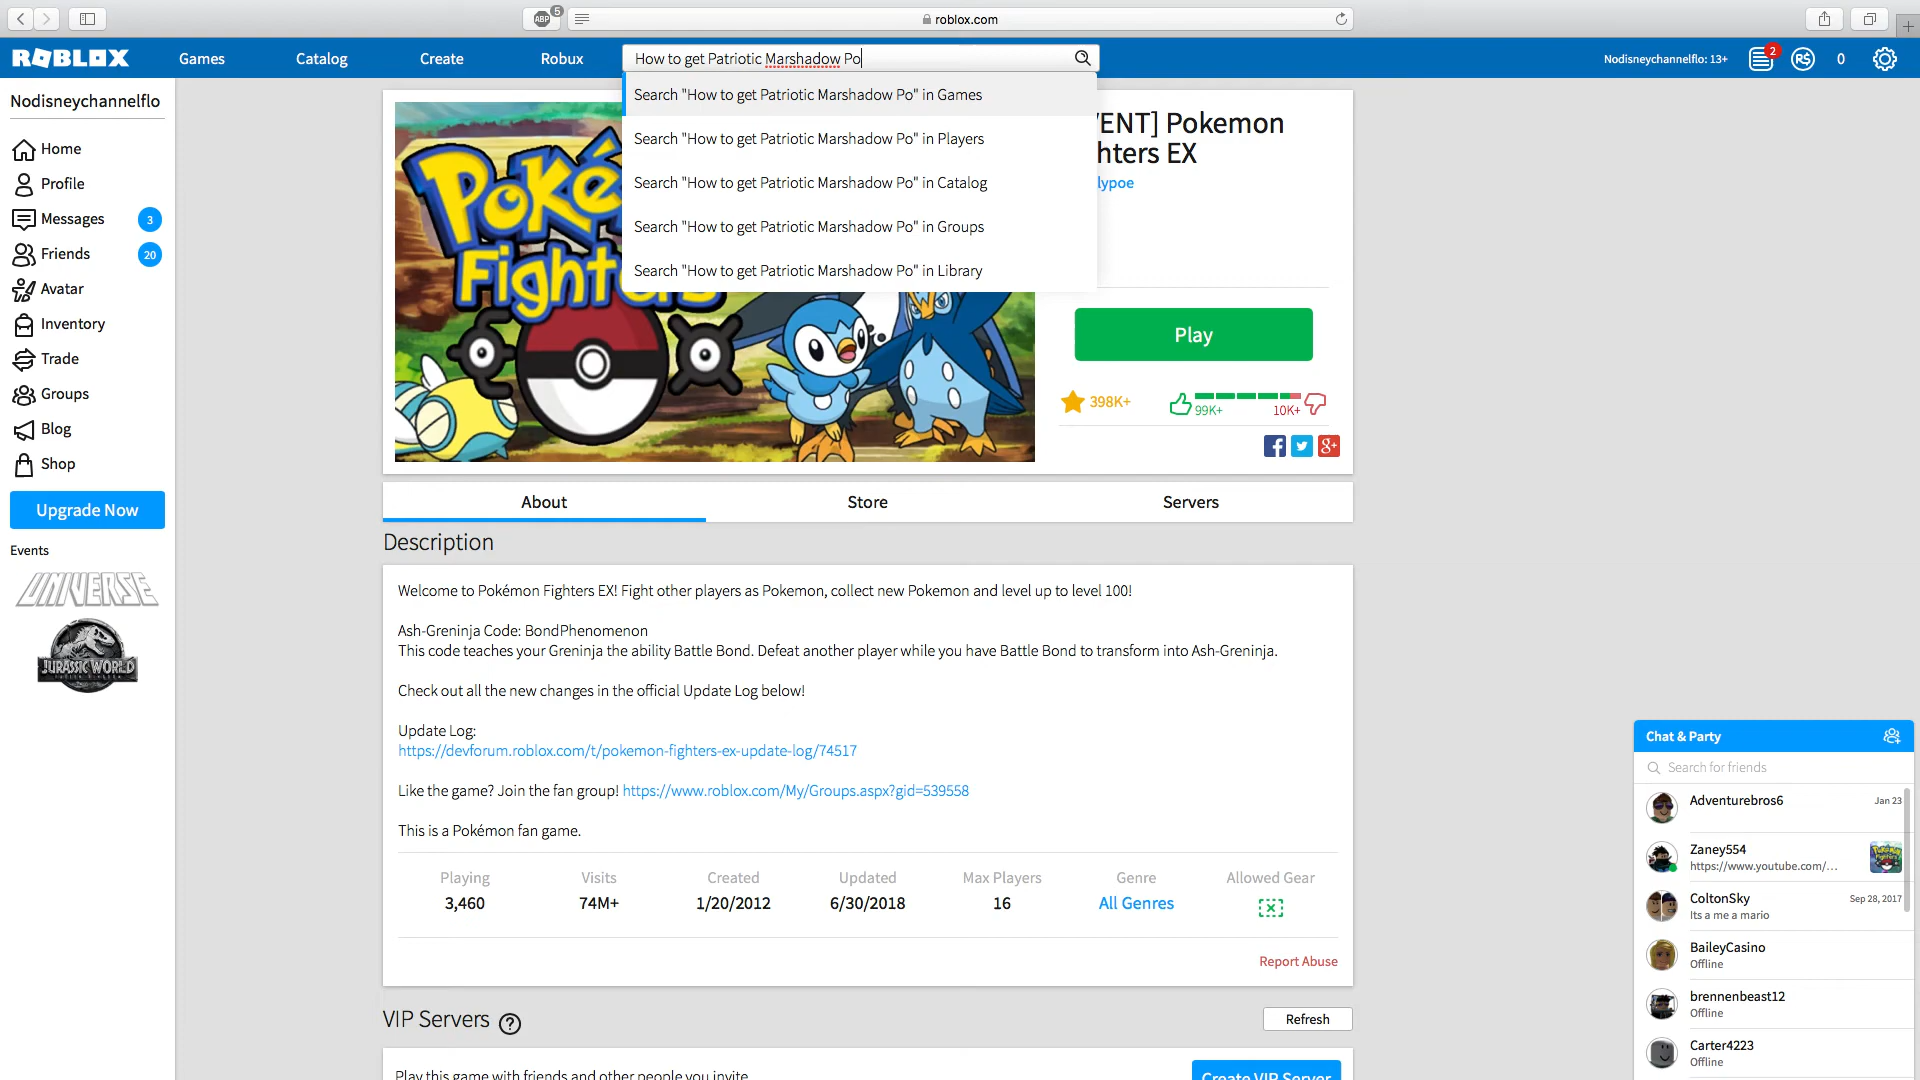 ABP
5
roblox.com
ROBLOX
Games
Catalog
Create
Robux
How to get Patriotic Marshadow Po
Nodisneychannelflo: 13+
2
R$
0
Search "How to get Patriotic Marshadow Po" in Games
Search "How to get Patriotic Marshadow Po" in Players
Search "How to get Patriotic Marshadow Po" in Catalog
Search "How to get Patriotic Marshadow Po" in Groups
Search "How to get Patriotic Marshadow Po" in Library
Nodisneychannelflo
Home
Profile
Messages
3
Friends
20
Avatar
Inventory
Trade
Groups
Blog
Shop
Upgrade Now
Events
UNIVERSE
JURASSIC WORLD
Poké
Fighters
ENT] Pokemon
hters EX
lypoe
Play
398K+
99K+
10K+
g+
About
Store
Servers
Description
Welcome to Pokémon Fighters EX! Fight other players as Pokemon, collect new Pokemon and level up to level 100!
Ash-Greninja Code: BondPhenomenon
This code teaches your Greninja the ability Battle Bond. Defeat another player while you have Battle Bond to transform into Ash-Greninja.
Check out all the new changes in the official Update Log below!
Update Log:
https://devforum.roblox.com/t/pokemon-fighters-ex-update-log/74517
Like the game? Join the fan group! https://www.roblox.com/My/Groups.aspx?gid=539558
This is a Pokémon fan game.
Playing
Visits
Created
Updated
Max Players
Genre
Allowed Gear
3,460
74M+
1/20/2012
6/30/2018
16
All Genres
Report Abuse
VIP Servers
?
Refresh
Play this game with friends and other people you invite.
Create VIP Server
Chat & Party
Search for friends
Adventurebros6
Jan 23
Zaney554
https://www.youtube.com/...
ColtonSky
Sep 28, 2017
Its a me a mario
BaileyCasino
Offline
brennenbeast12
Offline
Carter4223
Offline